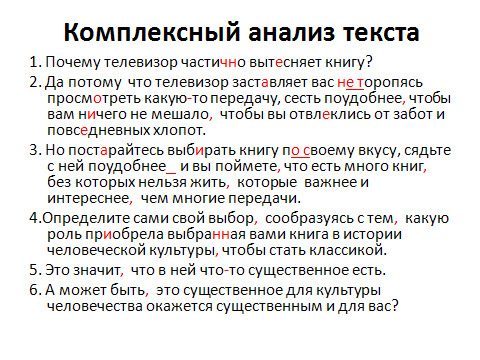 Комплексный анализ текста
1. Почему телевизор частично вытесняет книгу?
2. Да потому что телевизор заставляет вас не торопясь
просмотреть какую-то передачу, сесть поудобнее, чтобы
вам ничего не мешало, чтобы вы отвлеклись от забот и
повседневных хлопот.
3. Но постарайтесь выбирать книгу по своему вкусу, сядьте
с ней поудобнее_ и вы поймете, что есть много книг,
без которых нельзя жить, которые важнее и
интереснее, чем многие передачи.
4.Определите сами свой выбор, сообразуясь с тем, какую
роль приобрела выбранная вами книга в истории
человеческой культуры, чтобы стать классикой.
5. Это значит, что в ней что-то существенное есть.
6. А может быть, это существенное для культуры
человечества окажется существенным и для вас?